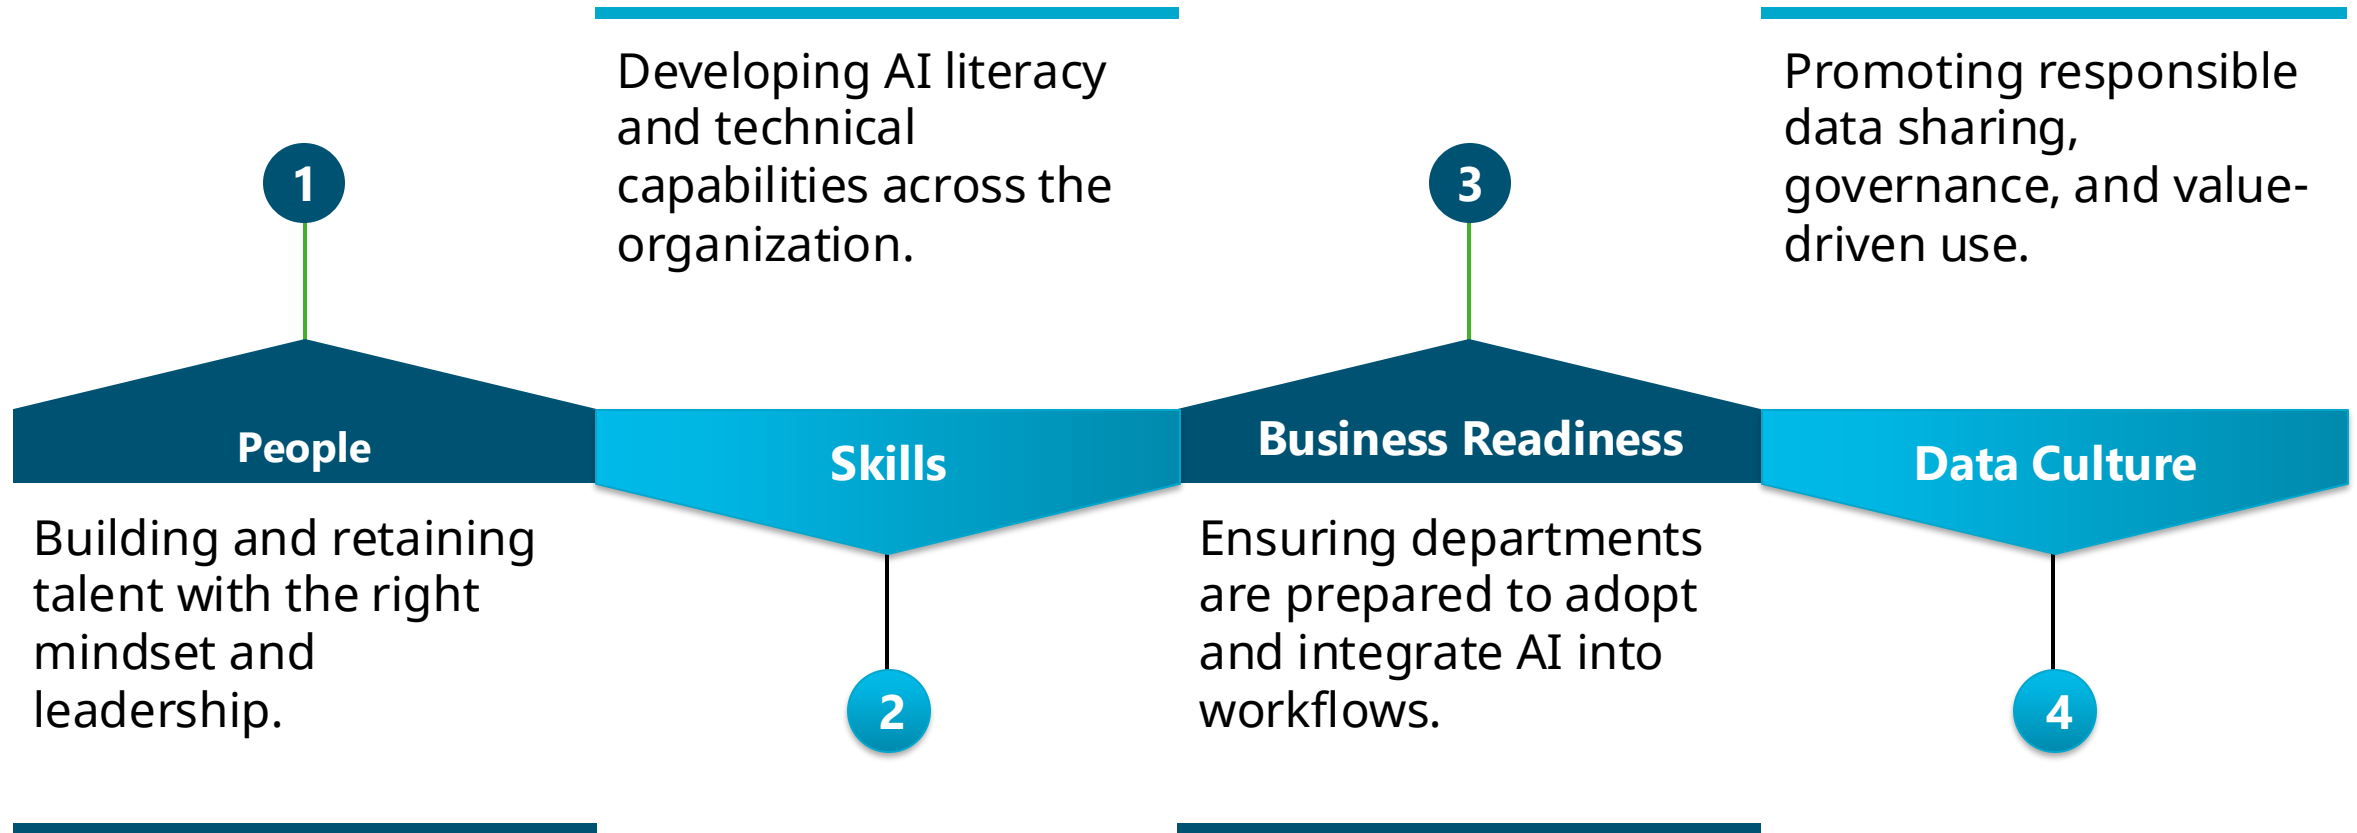 1
People
Building and retaining
talent with the right
mindset and
leadership.
Developing AI literacy
and technical
capabilities across the
organization.
Skills
2
3
Business Readiness
Ensuring departments
are prepared to adopt
and integrate AI into
workflows.
Promoting responsible
data sharing,
governance, and value-
driven use.
Data Culture
4